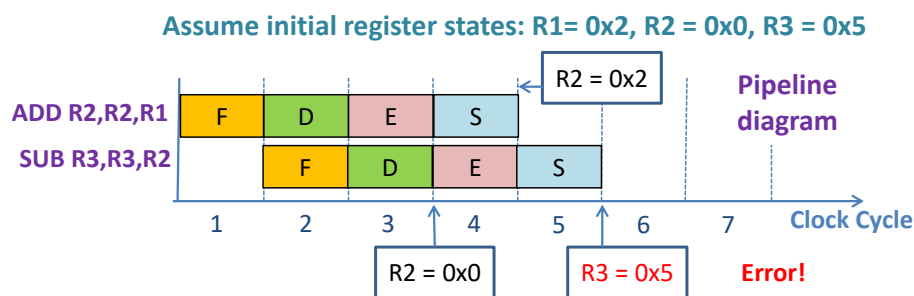 Assume initial register states: R1= 0x2, R2 = 0x0, R3 = 0x5
R2 = 0x2
Pipeline
diagram
ADD R2,R2,R1
F D E S
SUB R3,R3,R2
F D E S
1 2 3 4 5 6 7 Clock Cycle
R2 = 0x0
R3 = 0x5
Error!